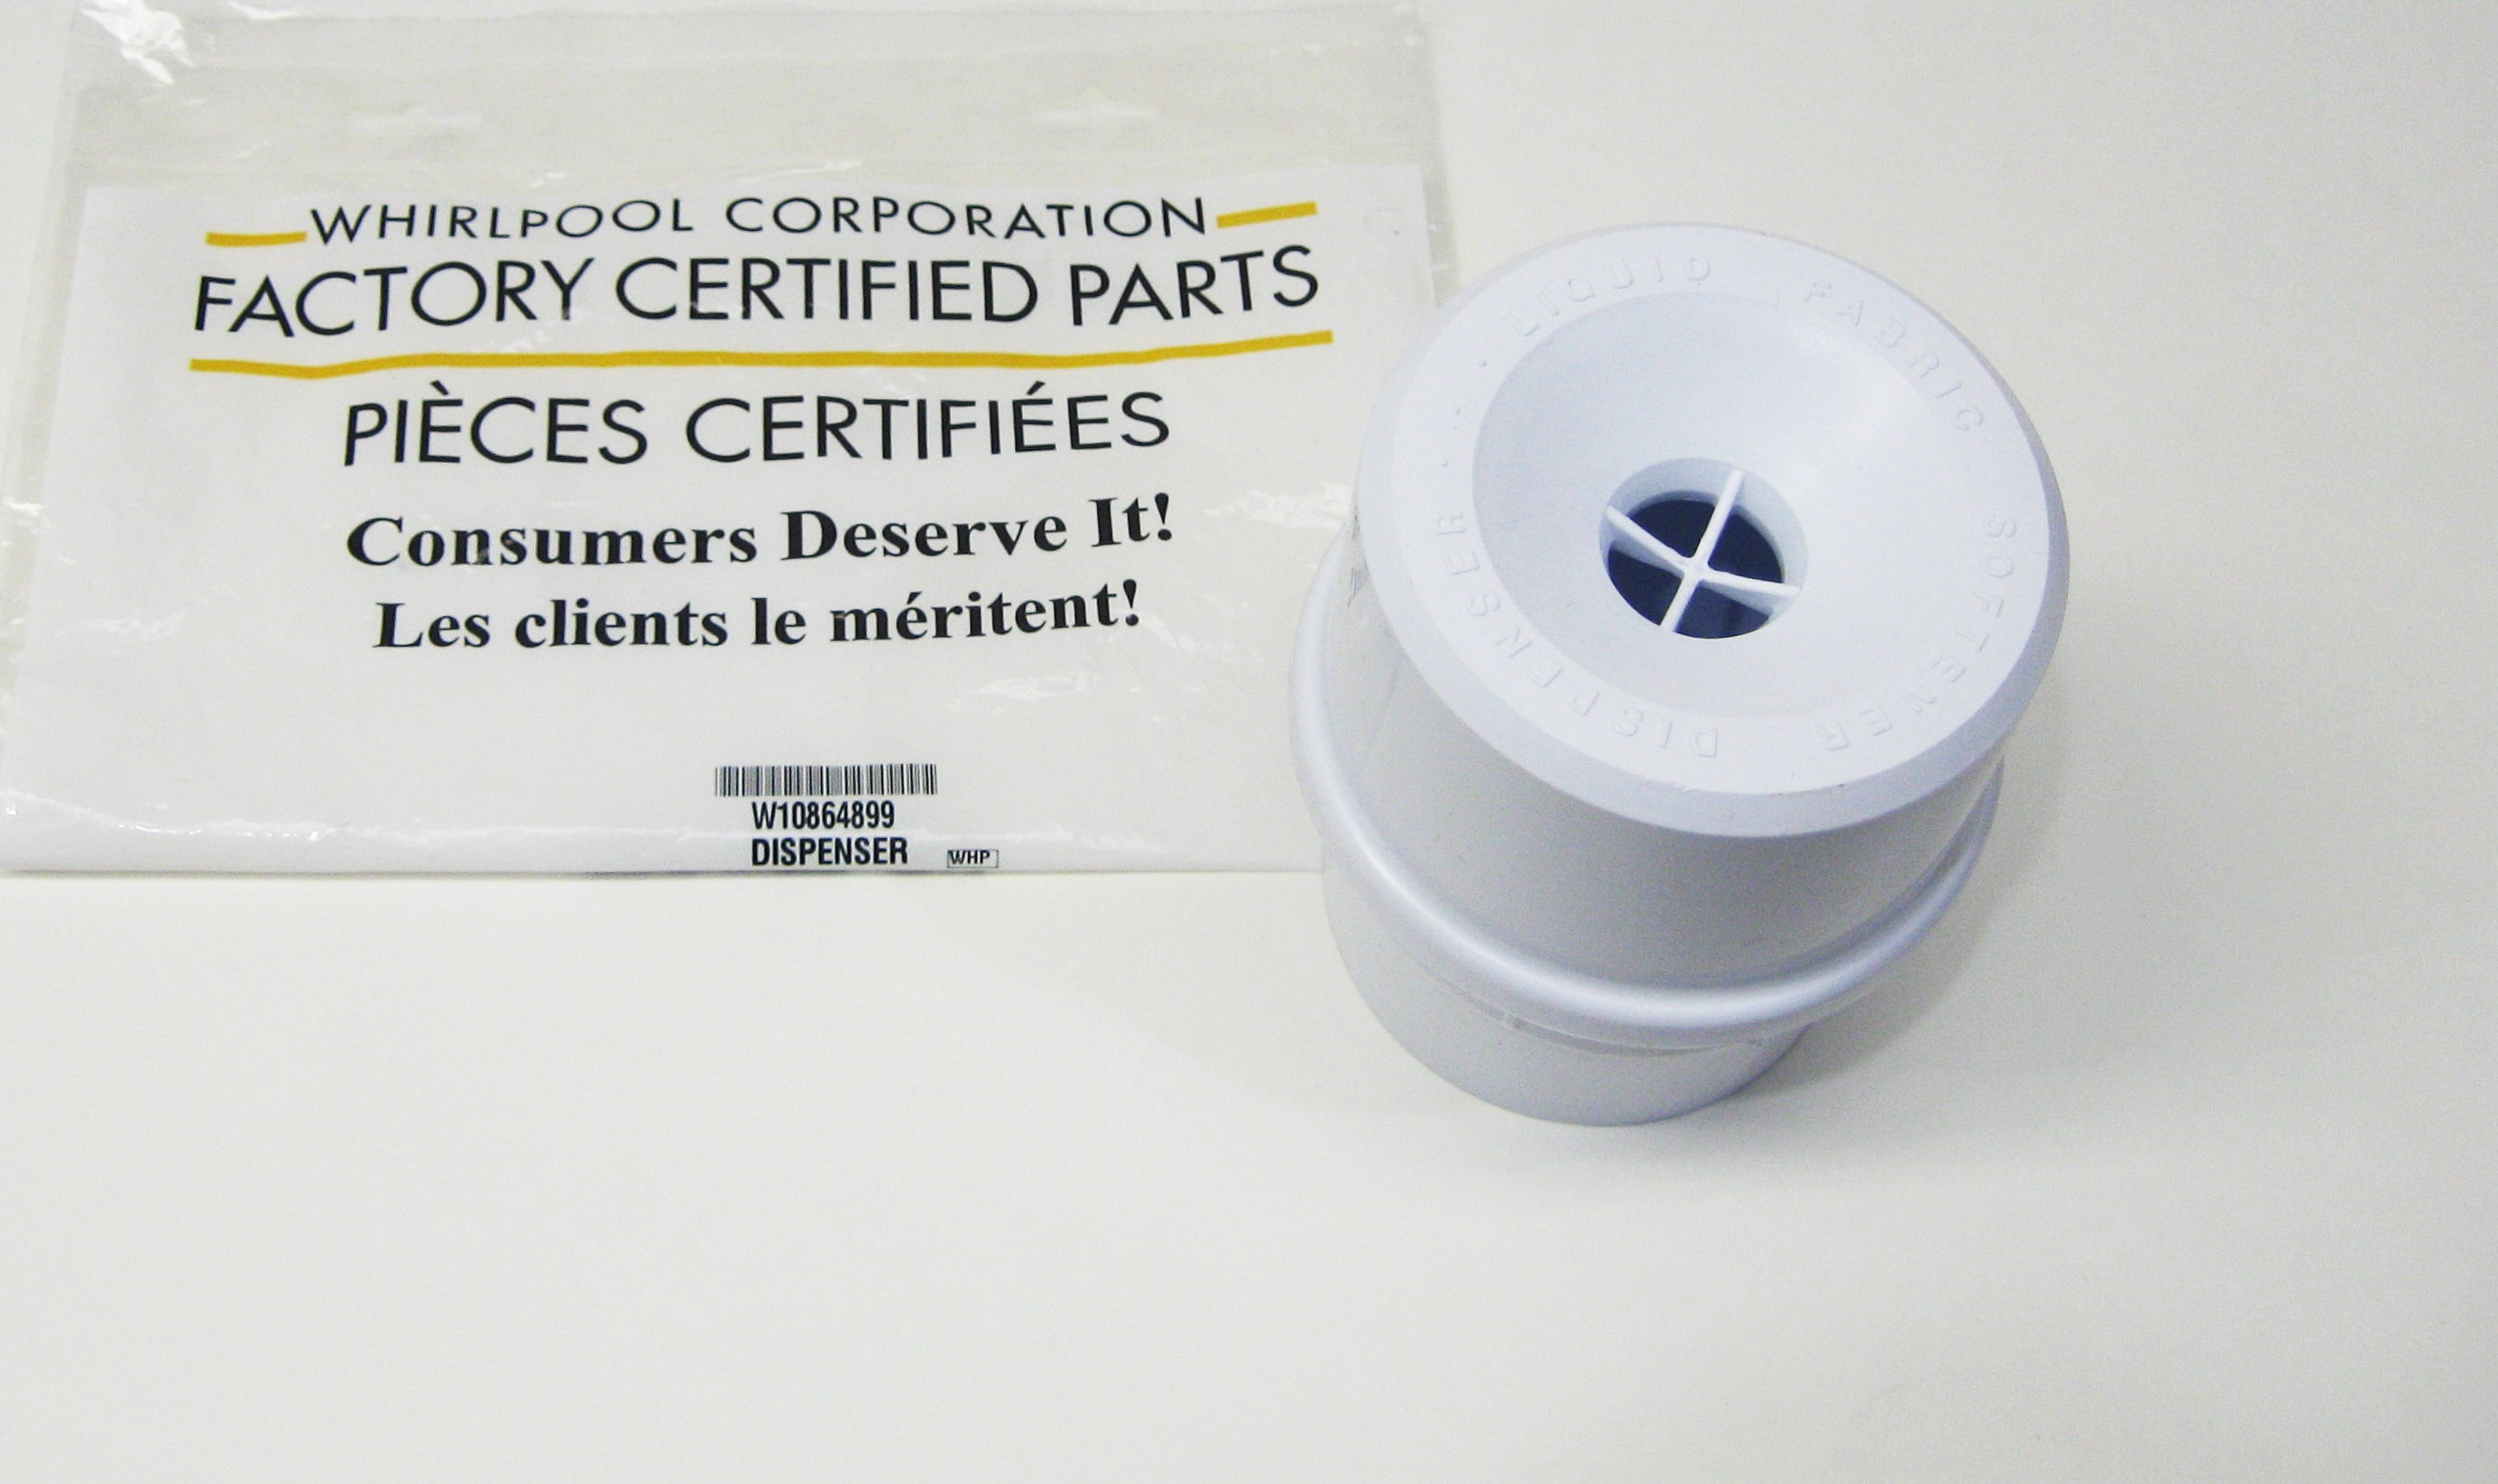 WHIRLPOOL CORPORATION
FACTORY CERTIFIED PARTS
PIÈCES CERTIFIÉES
Consumers Deserve It!
Les clients le méritent!
W10864899
DISPENSER
WHP
LIQUID FABRIC SOFTENER DISPENSER